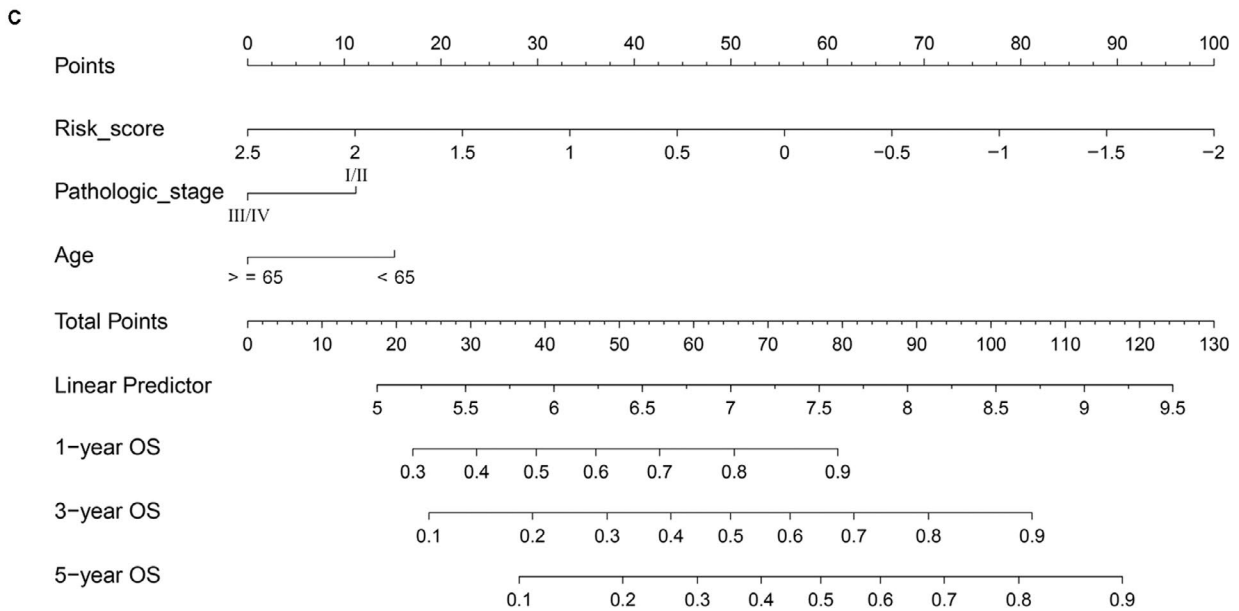 C
0 10 20 30 40 50 60 70 80 90 100
Points
Risk_score
2.5 2 1.5 1 0.5 0 −0.5 −1 −1.5 −2
I/II
Pathologic_stage
III/IV
Age
> = 65 < 65
Total Points
0 10 20 30 40 50 60 70 80 90 100 110 120 130
Linear Predictor
5 5.5 6 6.5 7 7.5 8 8.5 9 9.5
1−year OS
0.3 0.4 0.5 0.6 0.7 0.8 0.9
3−year OS
0.1 0.2 0.3 0.4 0.5 0.6 0.7 0.8 0.9
5−year OS
0.1 0.2 0.3 0.4 0.5 0.6 0.7 0.8 0.9